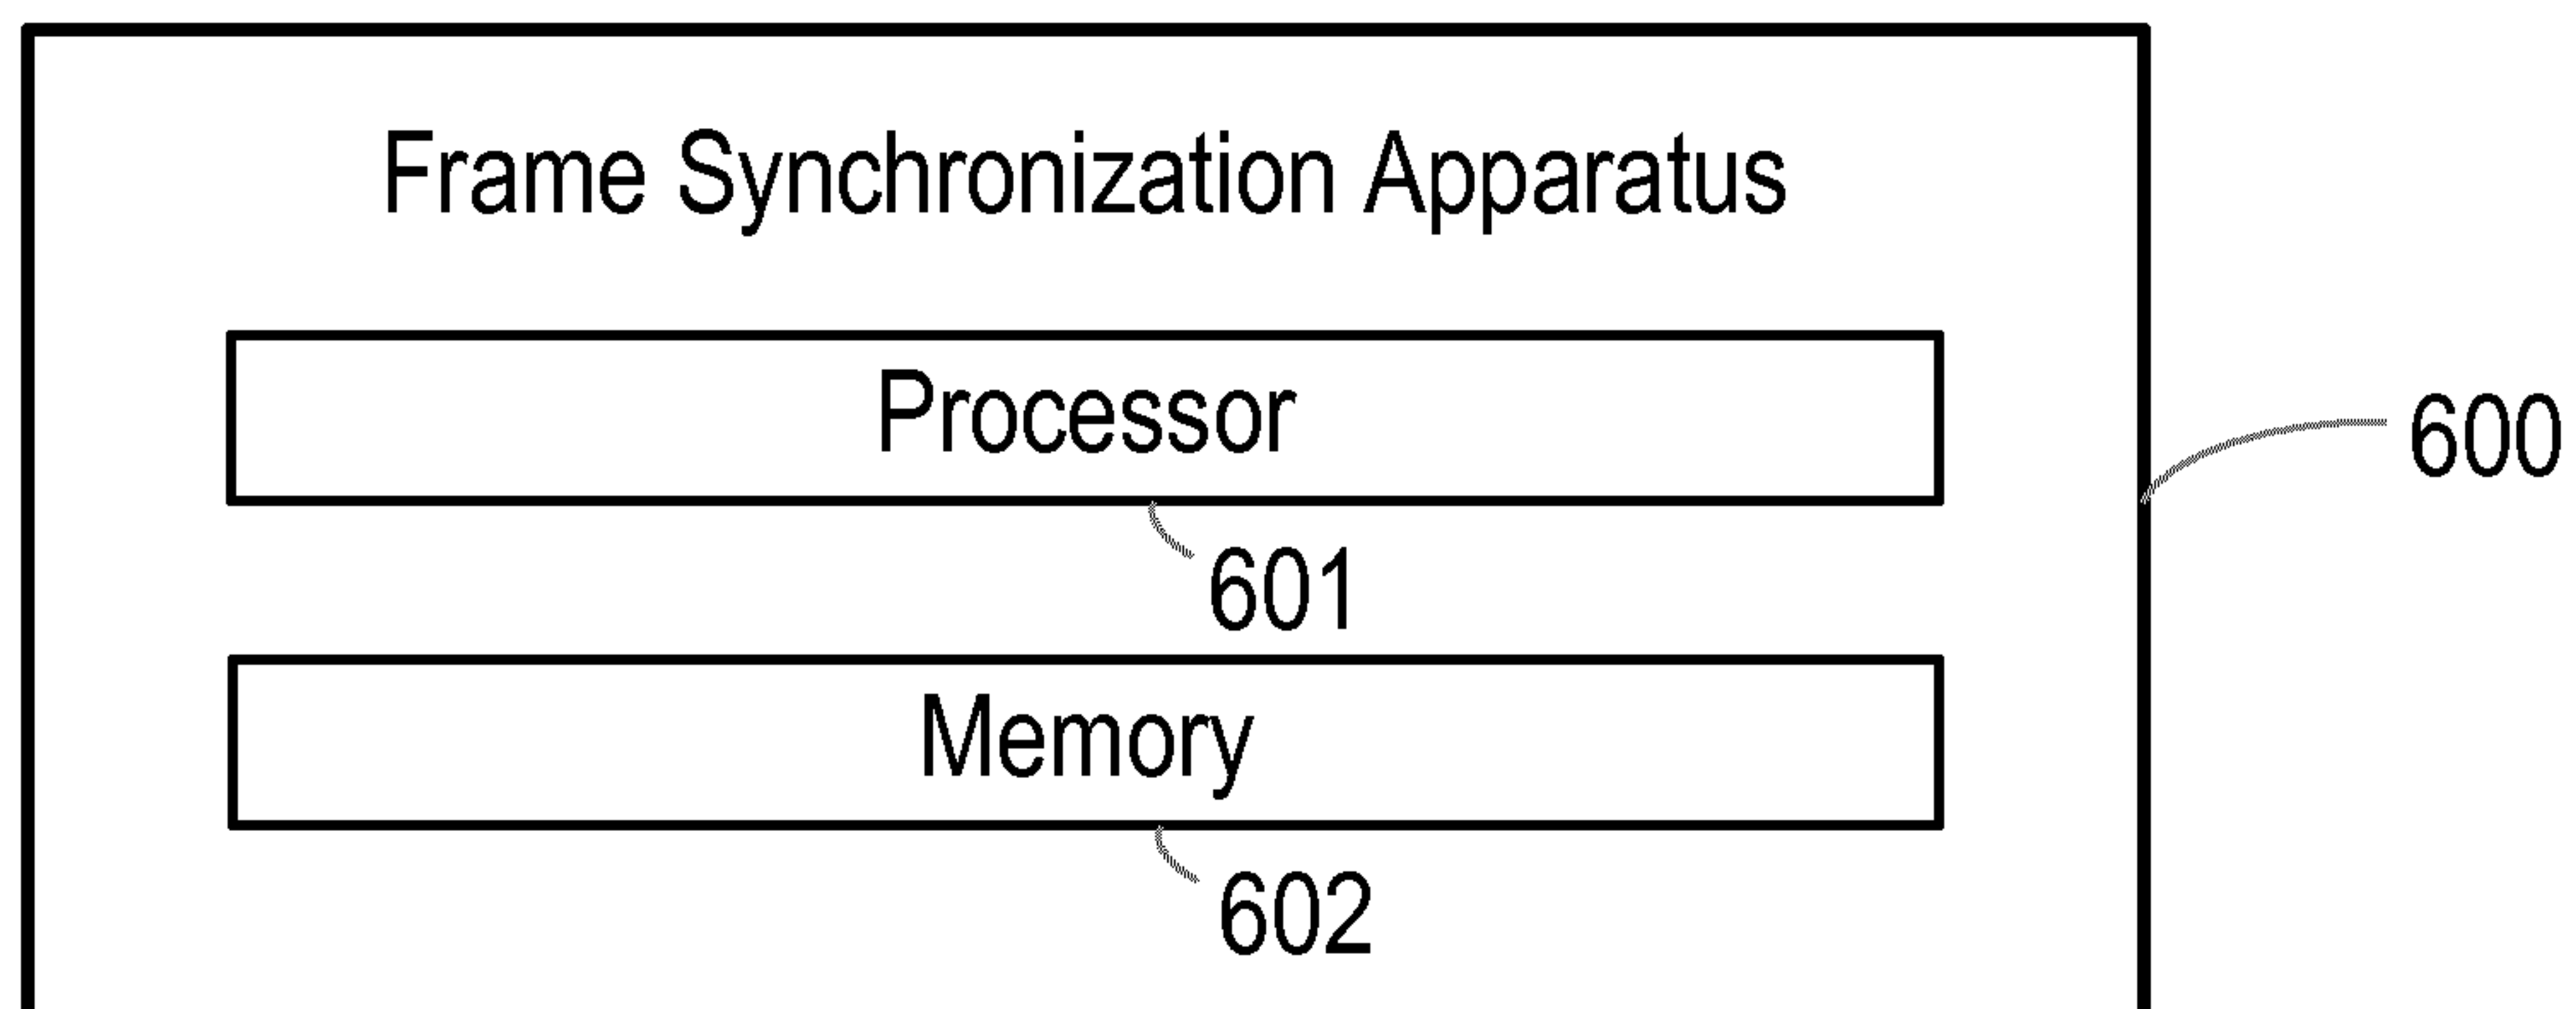 Frame Synchronization Apparatus
Processor
600
601
Memory
602